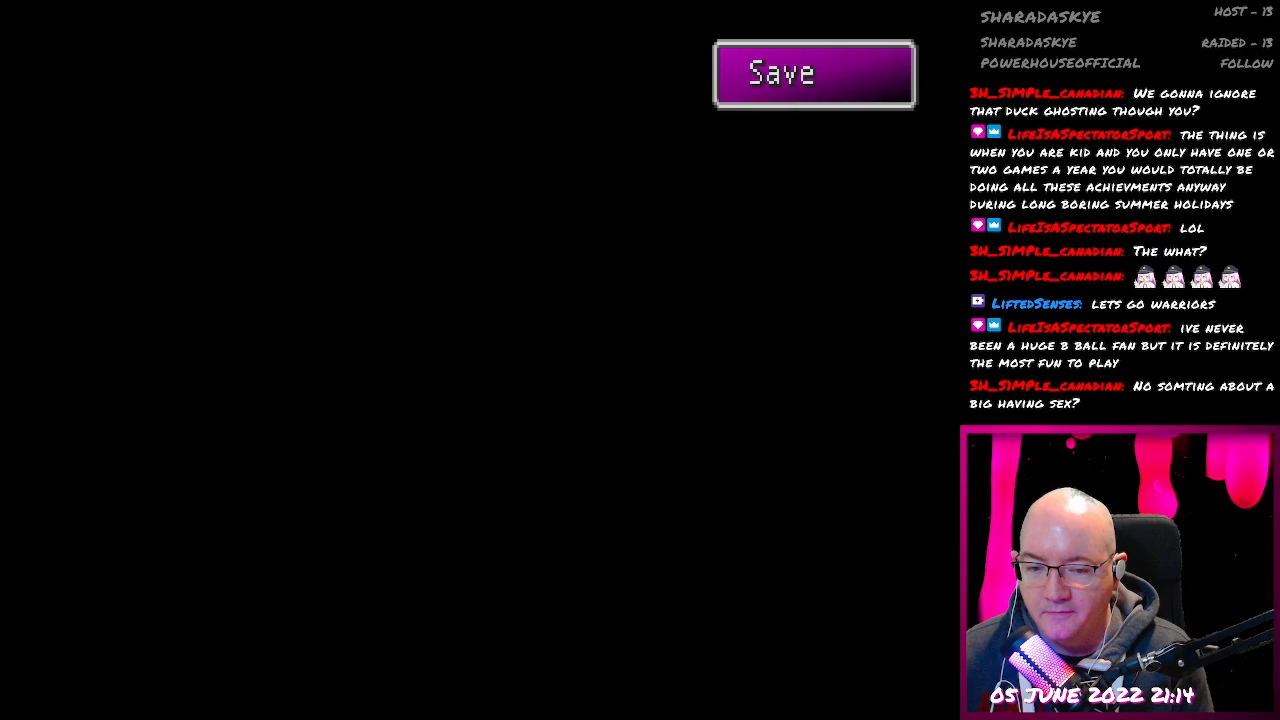 Save
SHARADASKYE HOST - 13
SHARADASKYE RAIDED - 13
POWERHOUSEOFFICIAL FOLLOW
3H_S1MPle_canadian: We gonna ignore
that duck ghosting though you?
LifeIsASpectatorSport: the thing is
when you are kid and you only have one or
two games a year you would totally be
doing all these achievments anyway
during long boring summer holidays
LifeIsASpectatorSport: lol
3H_S1MPle_canadian: The what?
3H_S1MPle_canadian:
LiftedSenses: lets go warriors
LifeIsASpectatorSport: ive never
been a huge b ball fan but it is definitely
the most fun to play
3H_S1MPle_canadian: No somting about a
big having sex?
05 JUNE 2022 21:14